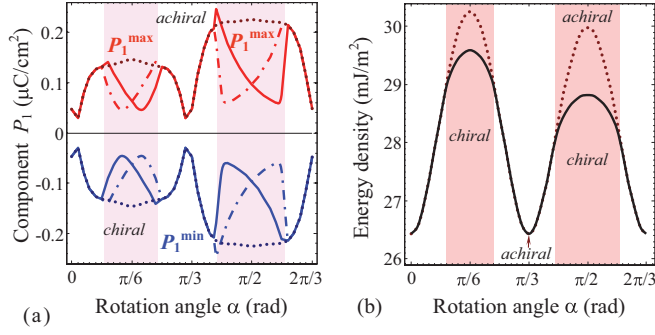 0.2
0.1
0
-0.1
-0.2
Component P₁ (μC/cm²)
achiral
P₁ᵐᵃˣ
P₁ᵐᵃˣ
chiral
P₁ᵐⁱⁿ
0
π/6
π/3
π/2
2π/3
Rotation angle α (rad)
(a)
30
29
28
27
26
Energy density (mJ/m²)
achiral
chiral
chiral
achiral
0
π/6
π/3
π/2
2π/3
Rotation angle α (rad)
(b)